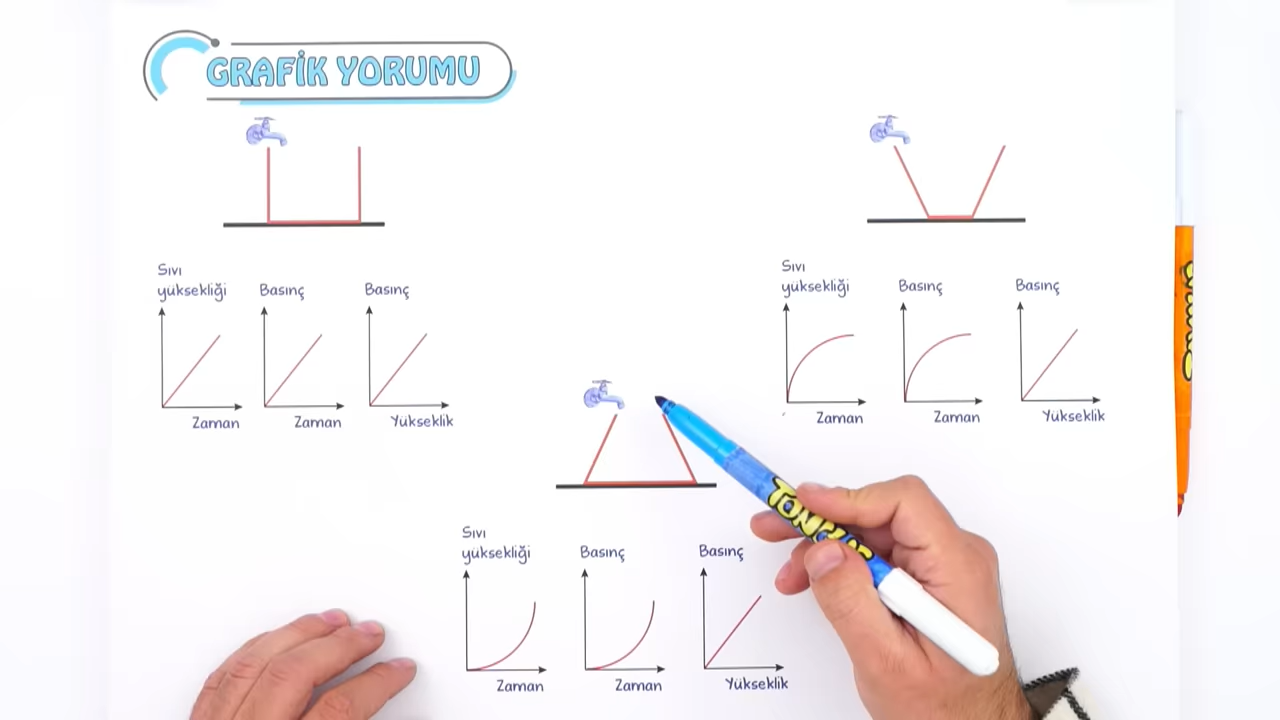 GRAFİK YORUMU
Sıvı
yüksekliği
Basınç
Basınç
Zaman
Zaman
Yükseklik
Sıvı
yüksekliği
Basınç
Basınç
Zaman
Zaman
Yükseklik
Sıvı
yüksekliği
Basınç
Basınç
Zaman
Zaman
Yükseklik